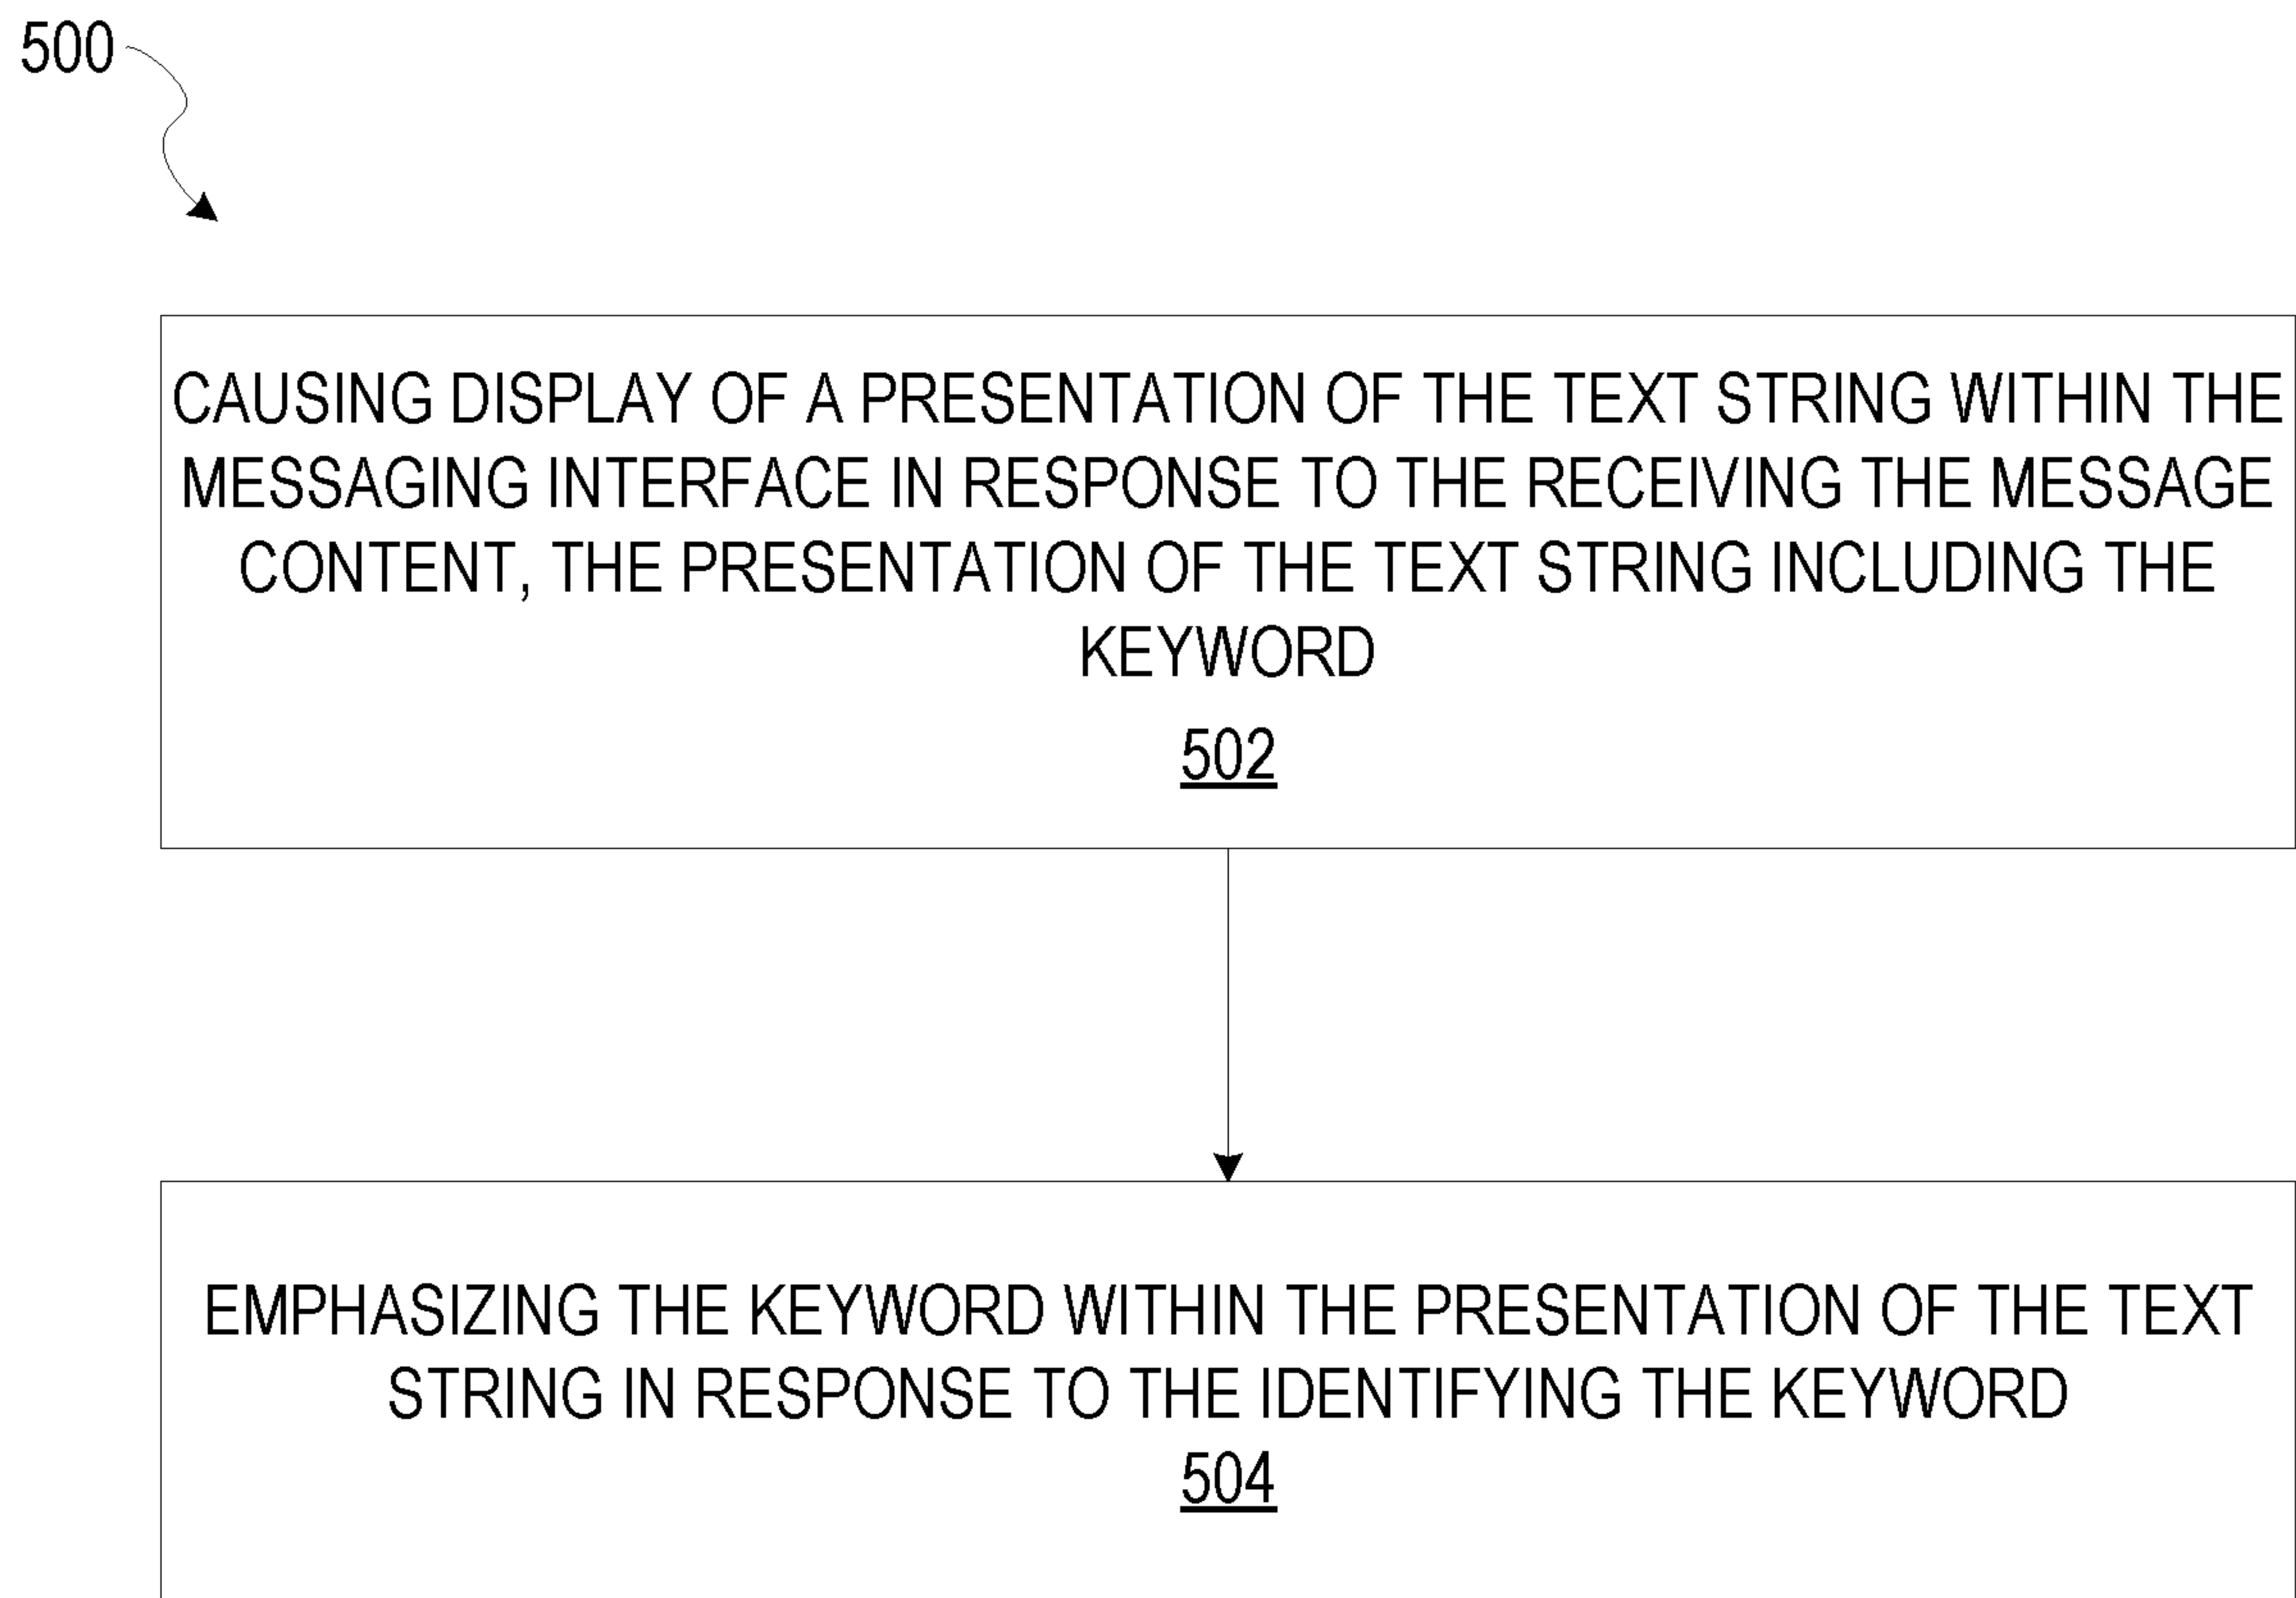 500
CAUSING DISPLAY OF A PRESENTATION OF THE TEXT STRING WITHIN THE
MESSAGING INTERFACE IN RESPONSE TO THE RECEIVING THE MESSAGE
CONTENT, THE PRESENTATION OF THE TEXT STRING INCLUDING THE
KEYWORD
502
EMPHASIZING THE KEYWORD WITHIN THE PRESENTATION OF THE TEXT
STRING IN RESPONSE TO THE IDENTIFYING THE KEYWORD
504